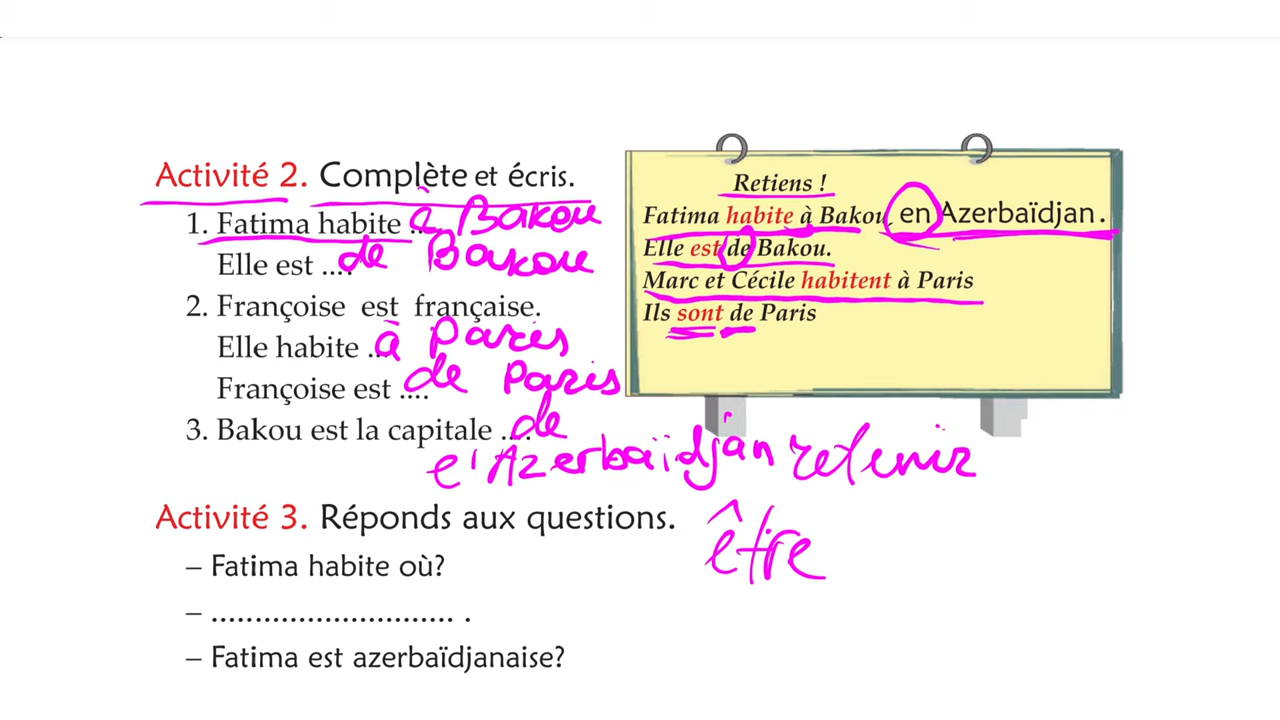 Activité 2. Complète et écris.
1. Fatima habite ... à Bakou
Elle est .... de Bakou
2. Françoise est française.
Elle habite ... à Paris
Françoise est .... de Paris
3. Bakou est la capitale .... de
l'Azerbaïdjan
Retiens !
Fatima habite à Bakou en Azerbaïdjan.
Elle est de Bakou.
Marc et Cécile habitent à Paris
Ils sont de Paris
retenir
être
Activité 3. Réponds aux questions.
– Fatima habite où?
– ............................ .
– Fatima est azerbaïdjanaise?